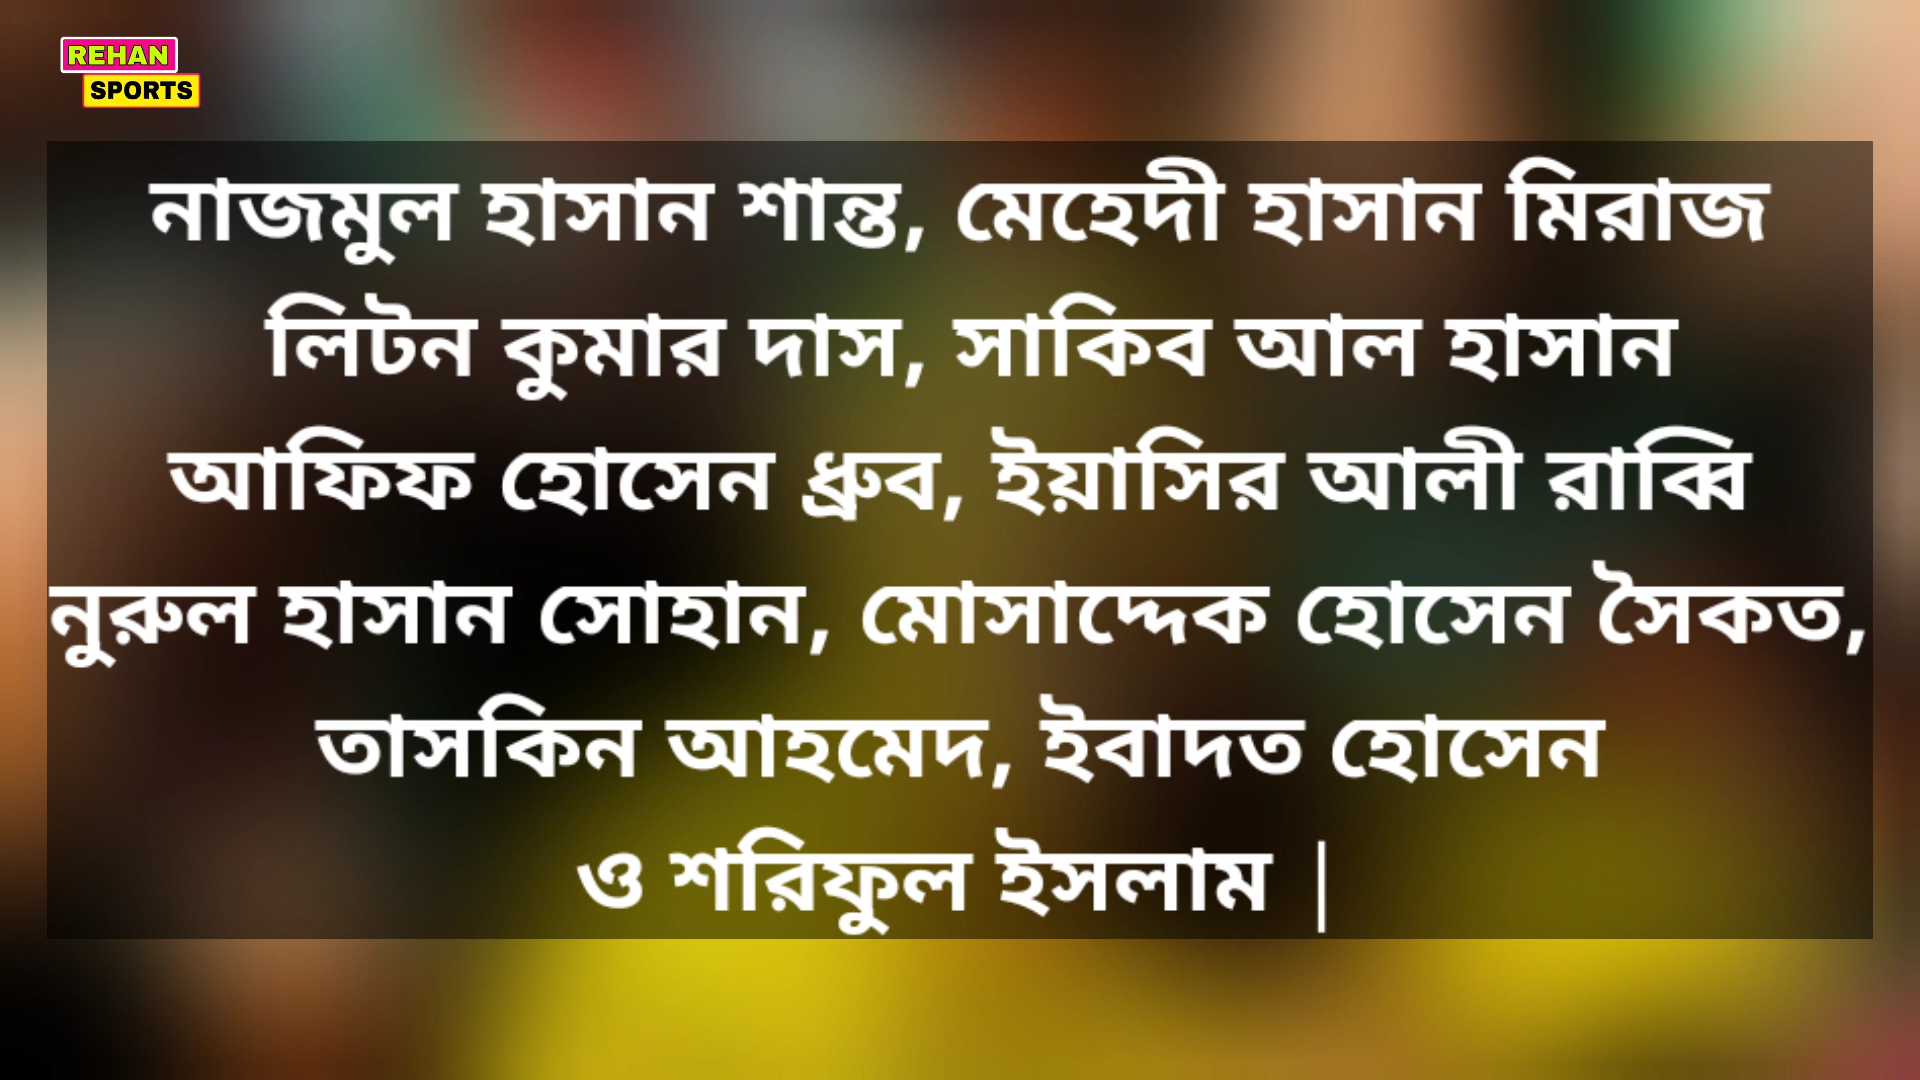 REHAN
SPORTS
নাজমুল হাসান শান্ত, মেহেদী হাসান মিরাজ
লিটন কুমার দাস, সাকিব আল হাসান
আফিফ হোসেন ধ্রুব, ইয়াসির আলী রাব্বি
নুরুল হাসান সোহান, মোসাদ্দেক হোসেন সৈকত,
তাসকিন আহমেদ, ইবাদত হোসেন
ও শরিফুল ইসলাম |